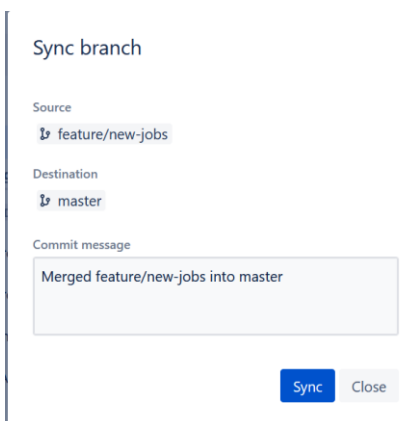 Sync branch
Source
feature/new-jobs
Destination
master
Commit message
Merged feature/new-jobs into master
Sync Close